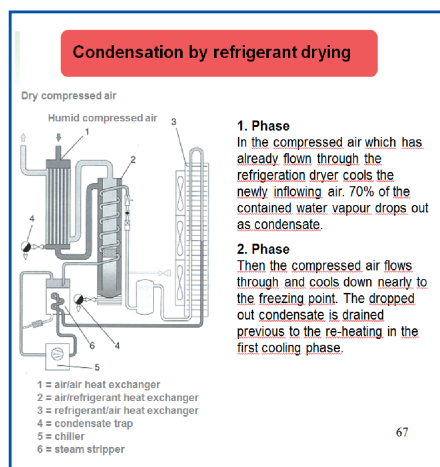 Condensation by refrigerant drying
Dry compressed air
Humid compressed air
1
2
3
4
4
6
5
1 = air/air heat exchanger
2 = air/refrigerant heat exchanger
3 = refrigerant/air heat exchanger
4 = condensate trap
5 = chiller
6 = steam stripper
1. Phase
In the compressed air which has
already flown through the
refrigeration dryer cools the
newly inflowing air. 70% of the
contained water vapour drops out
as condensate.
2. Phase
Then the compressed air flows
through and cools down nearly to
the freezing point. The dropped
out condensate is drained
previous to the re-heating in the
first cooling phase.
67